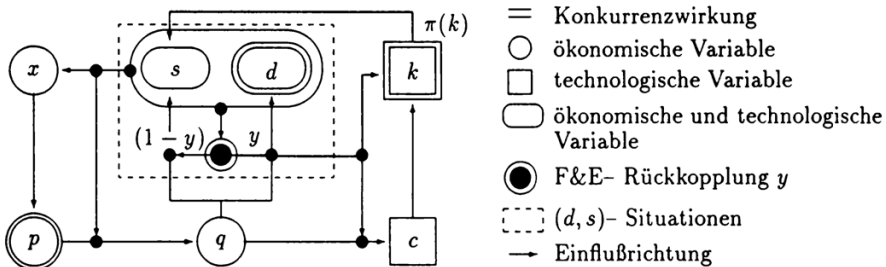 π(k)
x
s
d
k
(1 − y)
y
p
q
c
Konkurrenzwirkung
ökonomische Variable
technologische Variable
ökonomische und technologische
Variable
F&E– Rückkopplung y
(d, s)– Situationen
Einflußrichtung